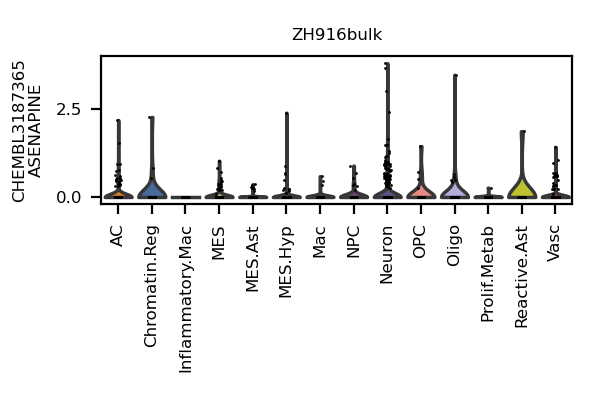 ZH916bulk
CHEMBL3187365
ASENAPINE
2.5
0.0
AC
Chromatin.Reg
Inflammatory.Mac
MES
MES.Ast
MES.Hyp
Mac
NPC
Neuron
OPC
Oligo
Prolif.Metab
Reactive.Ast
Vasc